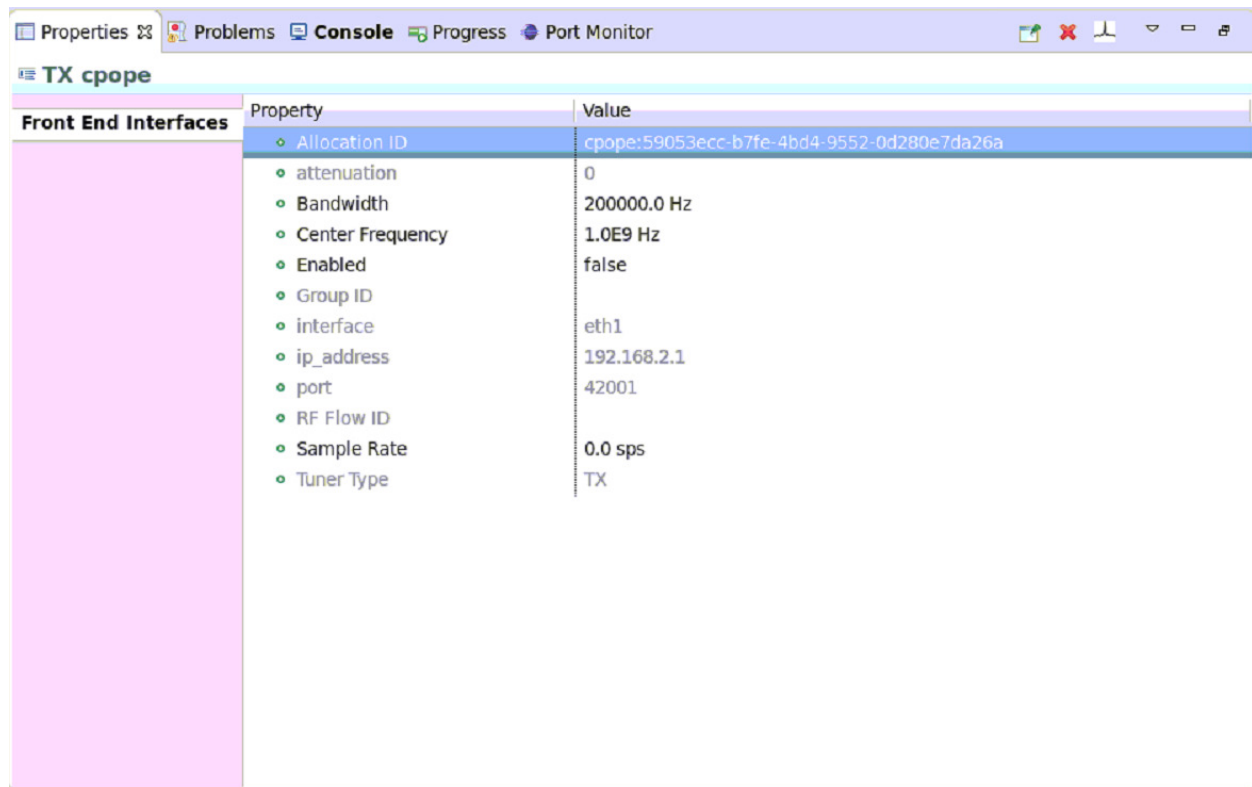 Properties Problems Console Progress Port Monitor
TX cpope
Front End Interfaces
Property Value
Allocation ID cpope:59053ecc-b7fe-4bd4-9552-0d280e7da26a
attenuation 0
Bandwidth 200000.0 Hz
Center Frequency 1.0E9 Hz
Enabled false
Group ID
interface eth1
ip_address 192.168.2.1
port 42001
RF Flow ID
Sample Rate 0.0 sps
Tuner Type TX